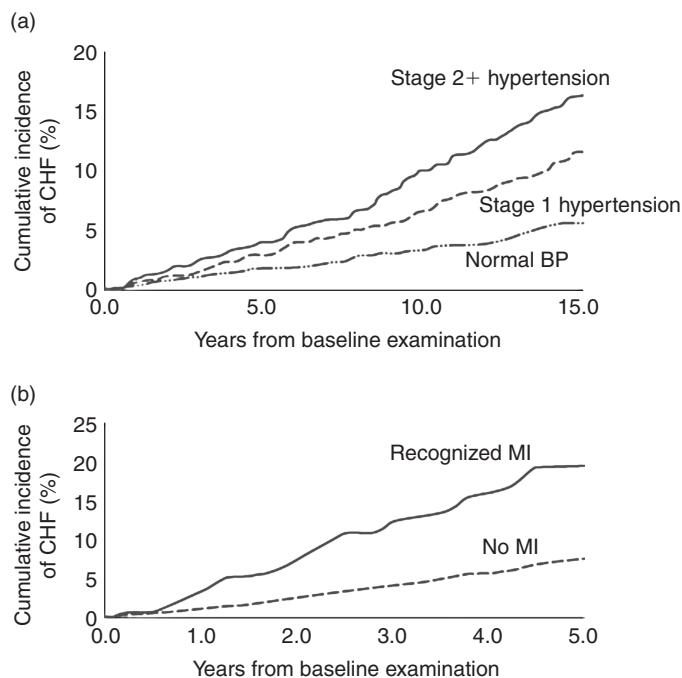 (a)
20
15
10
5
0
Cumulative incidence
of CHF (%)
Stage 2+ hypertension
Stage 1 hypertension
Normal BP
0.0 5.0 10.0 15.0
Years from baseline examination
(b)
25
20
15
10
5
0
Cumulative incidence
of CHF (%)
Recognized MI
No MI
0.0 1.0 2.0 3.0 4.0 5.0
Years from baseline examination